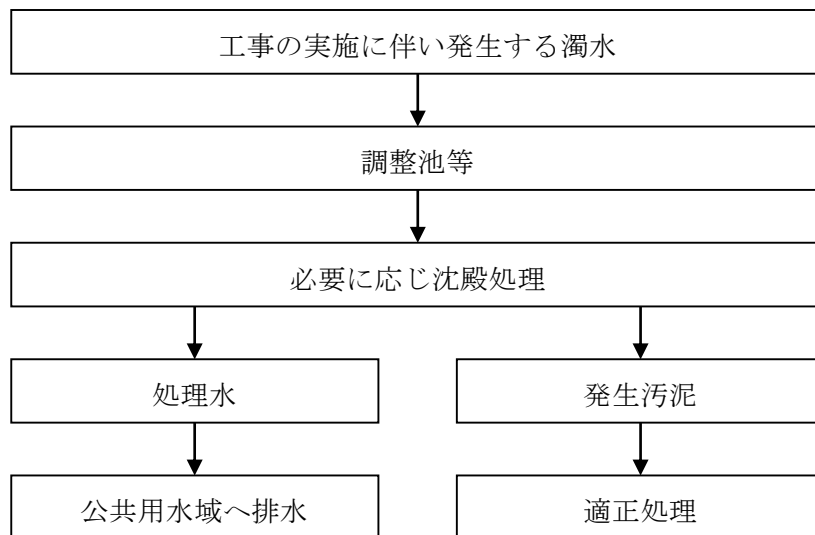 工事の実施に伴い発生する濁水
調整池等
必要に応じ沈殿処理
処理水
発生汚泥
公共用水域へ排水
適正処理